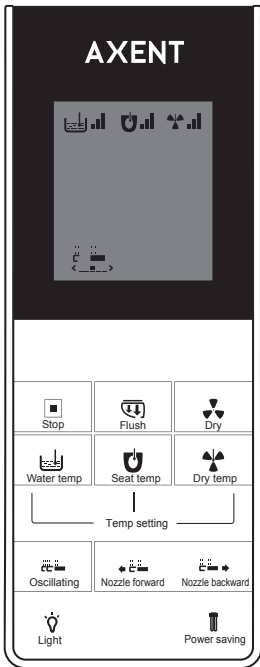 AXENT
Stop Flush Dry
Water temp Seat temp Dry temp
Temp setting
Oscillating Nozzle forward Nozzle backward
Light Power saving